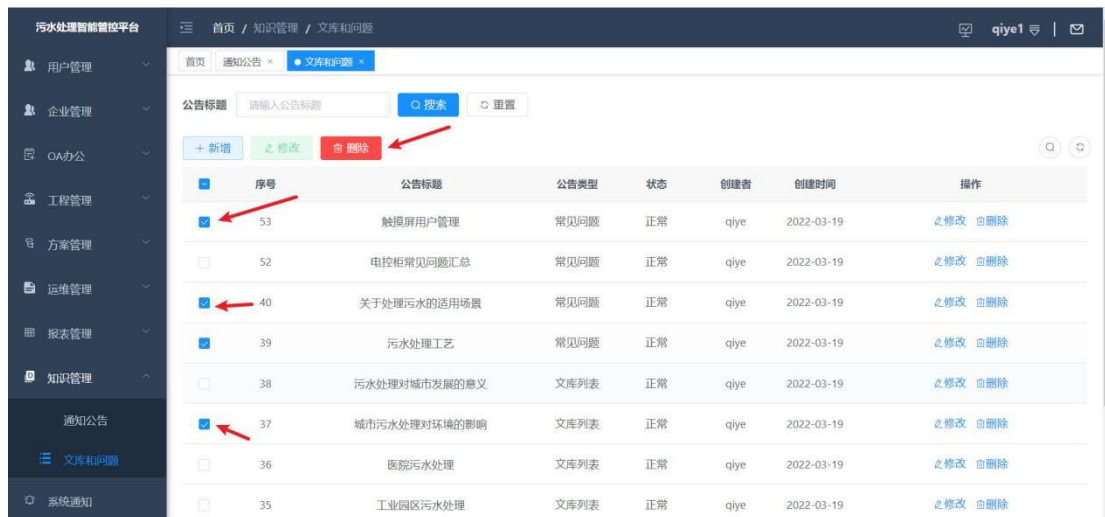 污水处理智能管控平台
首页 / 知识管理 / 文库和问题
qiye1
用户管理
企业管理
OA办公
工程管理
方案管理
运维管理
报表管理
知识管理
通知公告
文库和问题
系统通知
首页 通知公告 × ● 文库和问题 ×
公告标题 请输入公告标题 搜索 重置
+ 新增 修改 删除
序号 公告标题 公告类型 状态 创建者 创建时间 操作
53 触摸屏用户管理 常见问题 正常 qiye 2022-03-19 修改 删除
52 电控柜常见问题汇总 常见问题 正常 qiye 2022-03-19 修改 删除
40 关于处理污水的适用场景 常见问题 正常 qiye 2022-03-19 修改 删除
39 污水处理工艺 常见问题 正常 qiye 2022-03-19 修改 删除
38 污水处理对城市发展的意义 文库列表 正常 qiye 2022-03-19 修改 删除
37 城市污水处理对环境的影响 文库列表 正常 qiye 2022-03-19 修改 删除
36 医院污水处理 文库列表 正常 qiye 2022-03-19 修改 删除
35 工业园区污水处理 文库列表 正常 qiye 2022-03-19 修改 删除